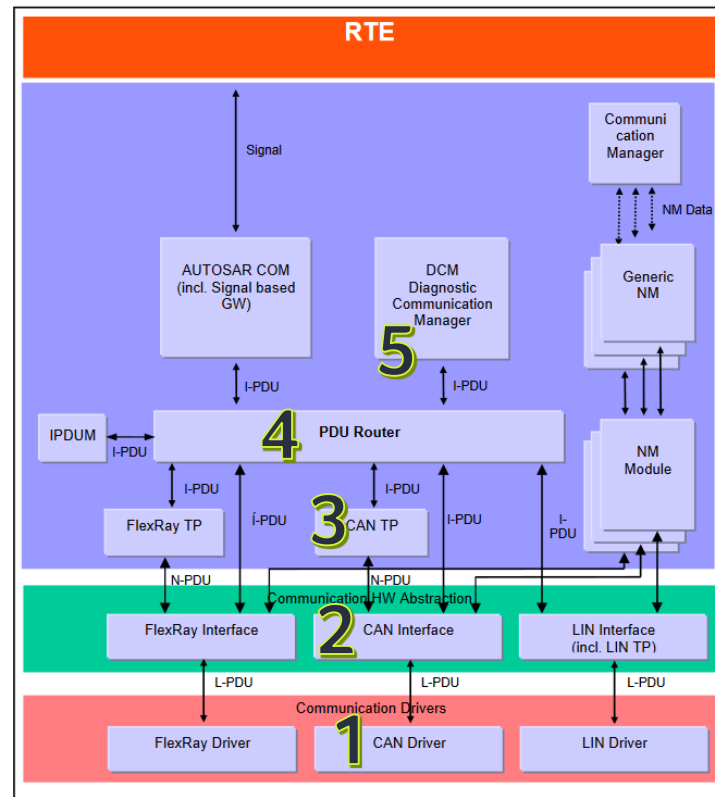 RTE
Signal
Communi
cation
Manager
NM Data
AUTOSAR COM
(incl. Signal based
GW)
DCM
Diagnostic
Communication
Manager
5
Generic
NM
I-PDU
I-PDU
IPDUM
I-PDU
4
PDU Router
NM
Module
I-PDU
Í-PDU
I-PDU
I-PDU
I-
PDU
FlexRay TP
3
CAN TP
N-PDU
N-PDU
Communication HW Abstraction
FlexRay Interface
2
CAN Interface
LIN Interface
(incl. LIN TP)
L-PDU
L-PDU
L-PDU
Communication Drivers
FlexRay Driver
1
CAN Driver
LIN Driver